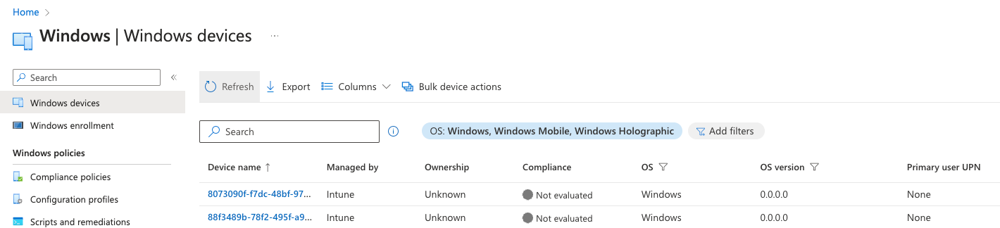 Home
Windows | Windows devices
Search
Windows devices
Windows enrollment
Windows policies
Compliance policies
Configuration profiles
Scripts and remediations
Refresh Export Columns Bulk device actions
Search OS: Windows, Windows Mobile, Windows Holographic Add filters
Device name ↑ Managed by Ownership Compliance OS OS version Primary user UPN
8073090f-f7dc-48bf-97... Intune Unknown Not evaluated Windows 0.0.0.0 None
88f3489b-78f2-495f-a9... Intune Unknown Not evaluated Windows 0.0.0.0 None